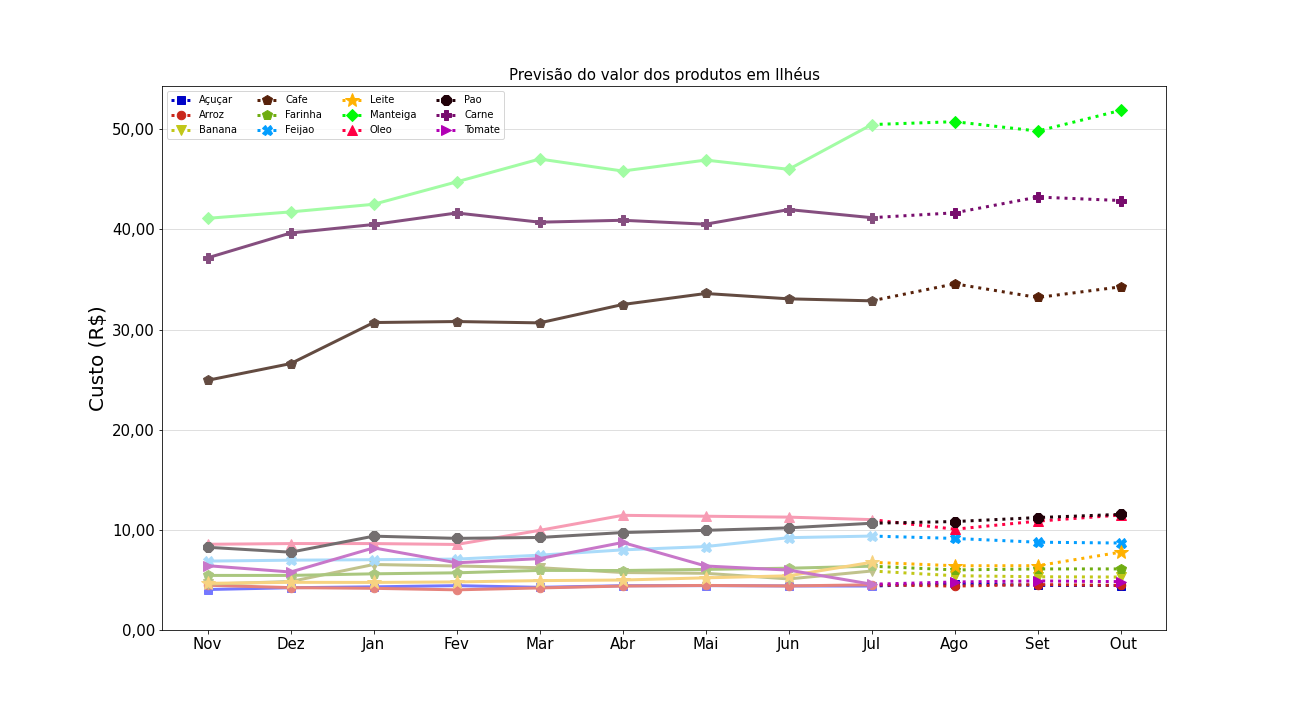 Previsão do valor dos produtos em Ilhéus
Açuçar Cafe Leite Pao
Arroz Farinha Manteiga Carne
Banana Feijao Oleo Tomate
Custo (R$)
50,00
40,00
30,00
20,00
10,00
0,00
Nov Dez Jan Fev Mar Abr Mai Jun Jul Ago Set Out